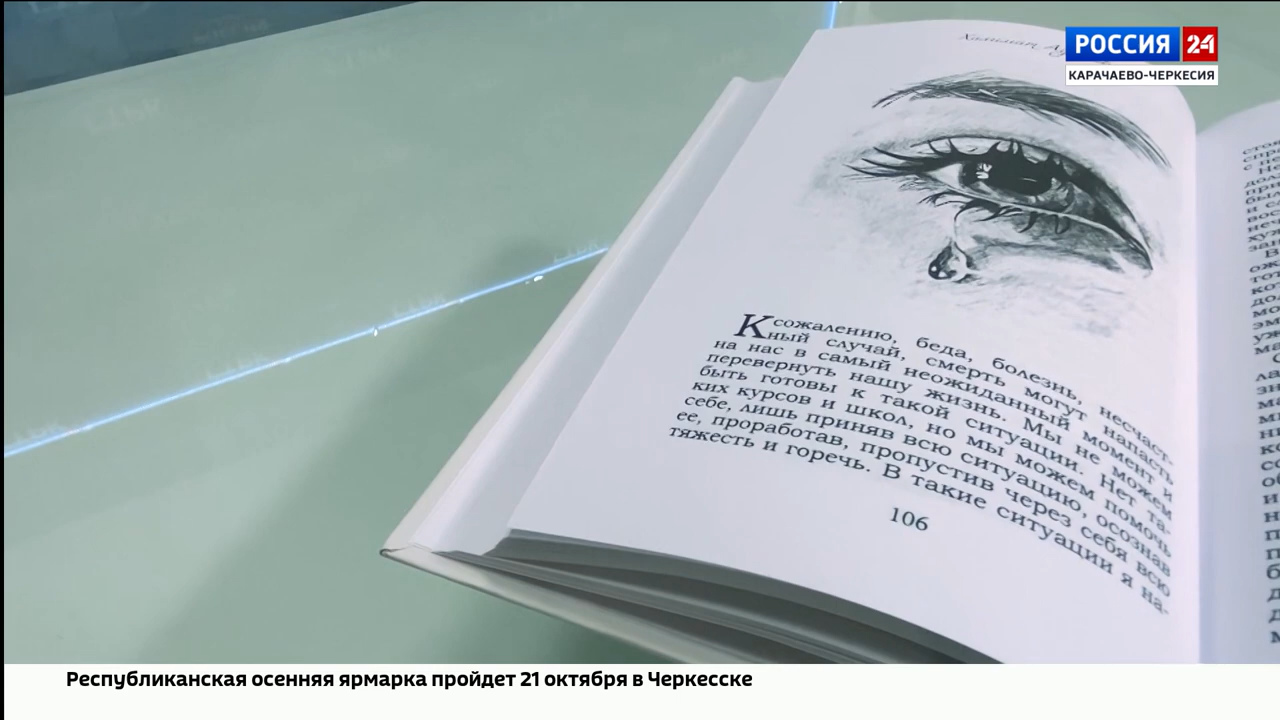 РОССИЯ 24
КАРАЧАЕВО-ЧЕРКЕСИЯ
К сожалению, беда, болезнь, несчаст-
ный случай, смерть могут напасть
на нас в самый неожиданный момент и
перевернуть нашу жизнь. Мы не можем
быть готовы к такой ситуации. Нет та-
ких курсов и школ, но мы можем помочь
себе, лишь приняв всю ситуацию, осознав
ее, проработав, пропустив через себя всю
тяжесть и горечь. В такие ситуации я на-
106
Республиканская осенняя ярмарка пройдет 21 октября в Черкесске